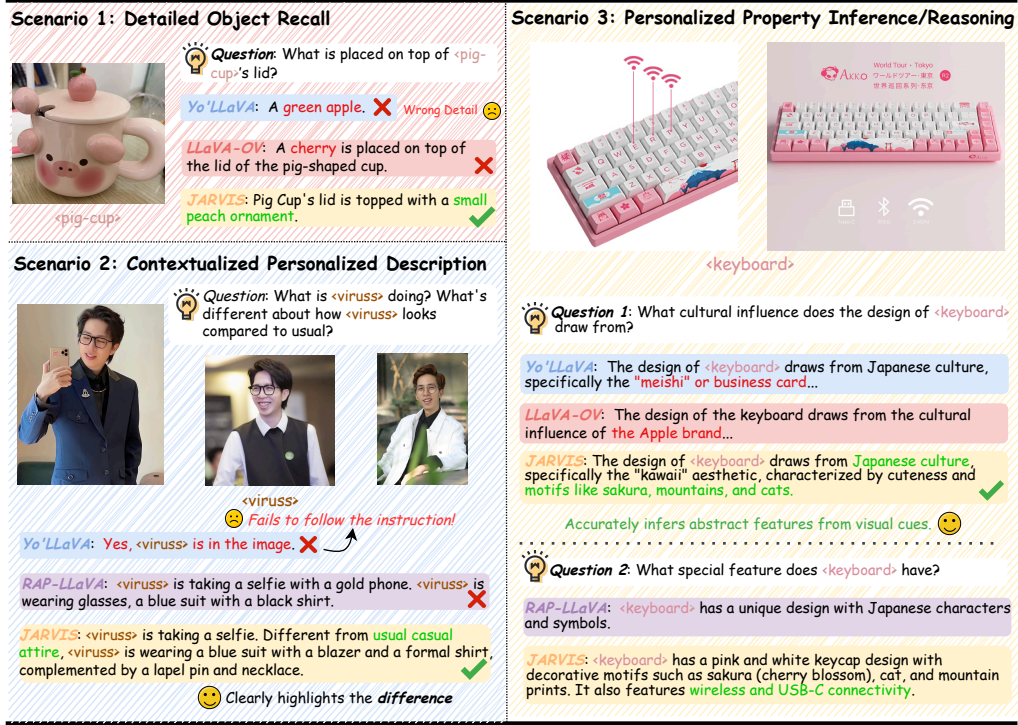 Scenario 1: Detailed Object Recall
Question: What is placed on top of <pig-
cup>'s lid?
Yo'LLaVA: A green apple.
Wrong Detail
LLaVA-OV: A cherry is placed on top of
the lid of the pig-shaped cup.
JARVIS: Pig Cup's lid is topped with a small
peach ornament.
<pig-cup>
Scenario 2: Contextualized Personalized Description
Question: What is <viruss> doing? What's
different about how <viruss> looks
compared to usual?
<viruss>
Fails to follow the instruction!
Yo'LLaVA: Yes, <viruss> is in the image.
RAP-LLaVA: <viruss> is taking a selfie with a gold phone. <viruss> is
wearing glasses, a blue suit with a black shirt.
JARVIS: <viruss> is taking a selfie. Different from usual casual
attire, <viruss> is wearing a blue suit with a blazer and a formal shirt,
complemented by a lapel pin and necklace.
Clearly highlights the difference
Scenario 3: Personalized Property Inference/Reasoning
World Tour · Tokyo
AKKO
ワールドツアー·東京
世界巡回系列·东京
<keyboard>
Question 1: What cultural influence does the design of <keyboard>
draw from?
Yo'LLaVA: The design of <keyboard> draws from Japanese culture,
specifically the "meishi" or business card...
LLaVA-OV: The design of the keyboard draws from the cultural
influence of the Apple brand...
JARVIS: The design of <keyboard> draws from Japanese culture,
specifically the "kawaii" aesthetic, characterized by cuteness and
motifs like sakura, mountains, and cats.
Accurately infers abstract features from visual cues.
Question 2: What special feature does <keyboard> have?
RAP-LLaVA: <keyboard> has a unique design with Japanese characters
and symbols.
JARVIS: <keyboard> has a pink and white keycap design with
decorative motifs such as sakura (cherry blossom), cat, and mountain
prints. It also features wireless and USB-C connectivity.